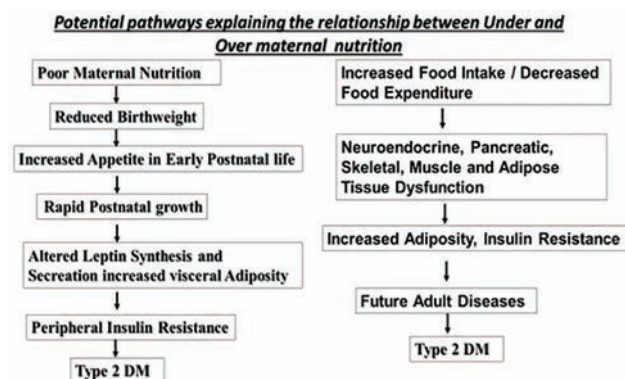 Potential pathways explaining the relationship between Under and
Over maternal nutrition
Poor Maternal Nutrition
Reduced Birthweight
Increased Appetite in Early Postnatal life
Rapid Postnatal growth
Altered Leptin Synthesis and
Secreation increased visceral Adiposity
Peripheral Insulin Resistance
Type 2 DM
Increased Food Intake / Decreased
Food Expenditure
Neuroendocrine, Pancreatic,
Skeletal, Muscle and Adipose
Tissue Dysfunction
Increased Adiposity, Insulin Resistance
Future Adult Diseases
Type 2 DM